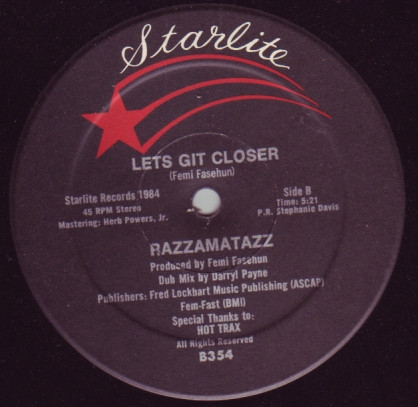 Starlite
LETS GIT CLOSER
(Femi Fasehun)
Starlite Records 1984
45 RPM Stereo
Mastering: Herb Powers, Jr.
Side B
Time: 5:21
P.R. Stephanie Davis
RAZZAMATAZZ
Produced by Femi Fasehun
Dub Mix by Darryl Payne
Publishers: Fred Lockhart Music Publishing (ASCAP)
Fem-Fast (BMI)
Special Thanks to:
HOT TRAX
All Rights Reserved
B354